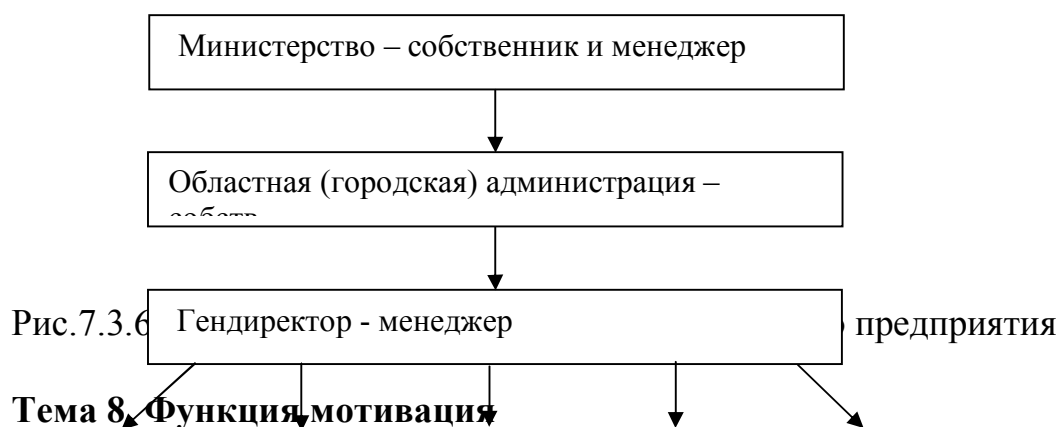 Министерство – собственник и менеджер
Областная (городская) администрация –
Рис.7.3.6 Гендиректор - менеджер предприятия
Тема 8. Функция мотивация